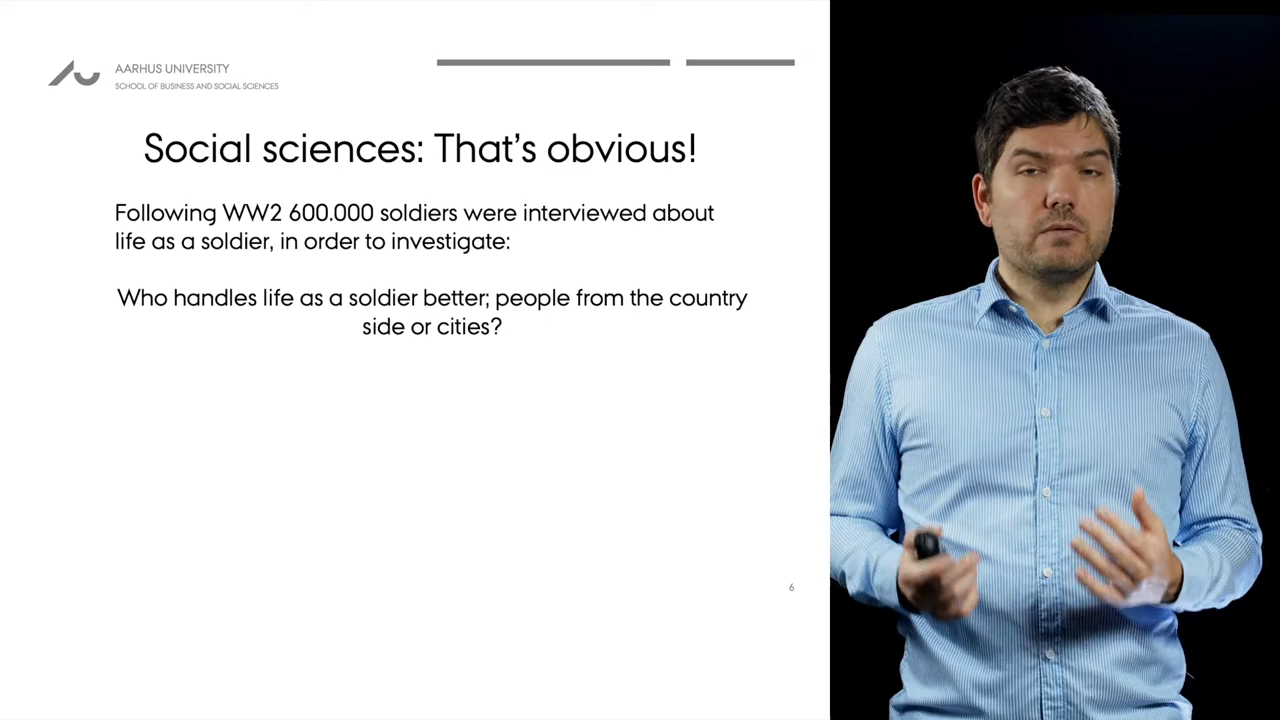 AARHUS UNIVERSITY
SCHOOL OF BUSINESS AND SOCIAL SCIENCES
Social sciences: That's obvious!
Following WW2 600.000 soldiers were interviewed about
life as a soldier, in order to investigate:
Who handles life as a soldier better; people from the country
side or cities?
6